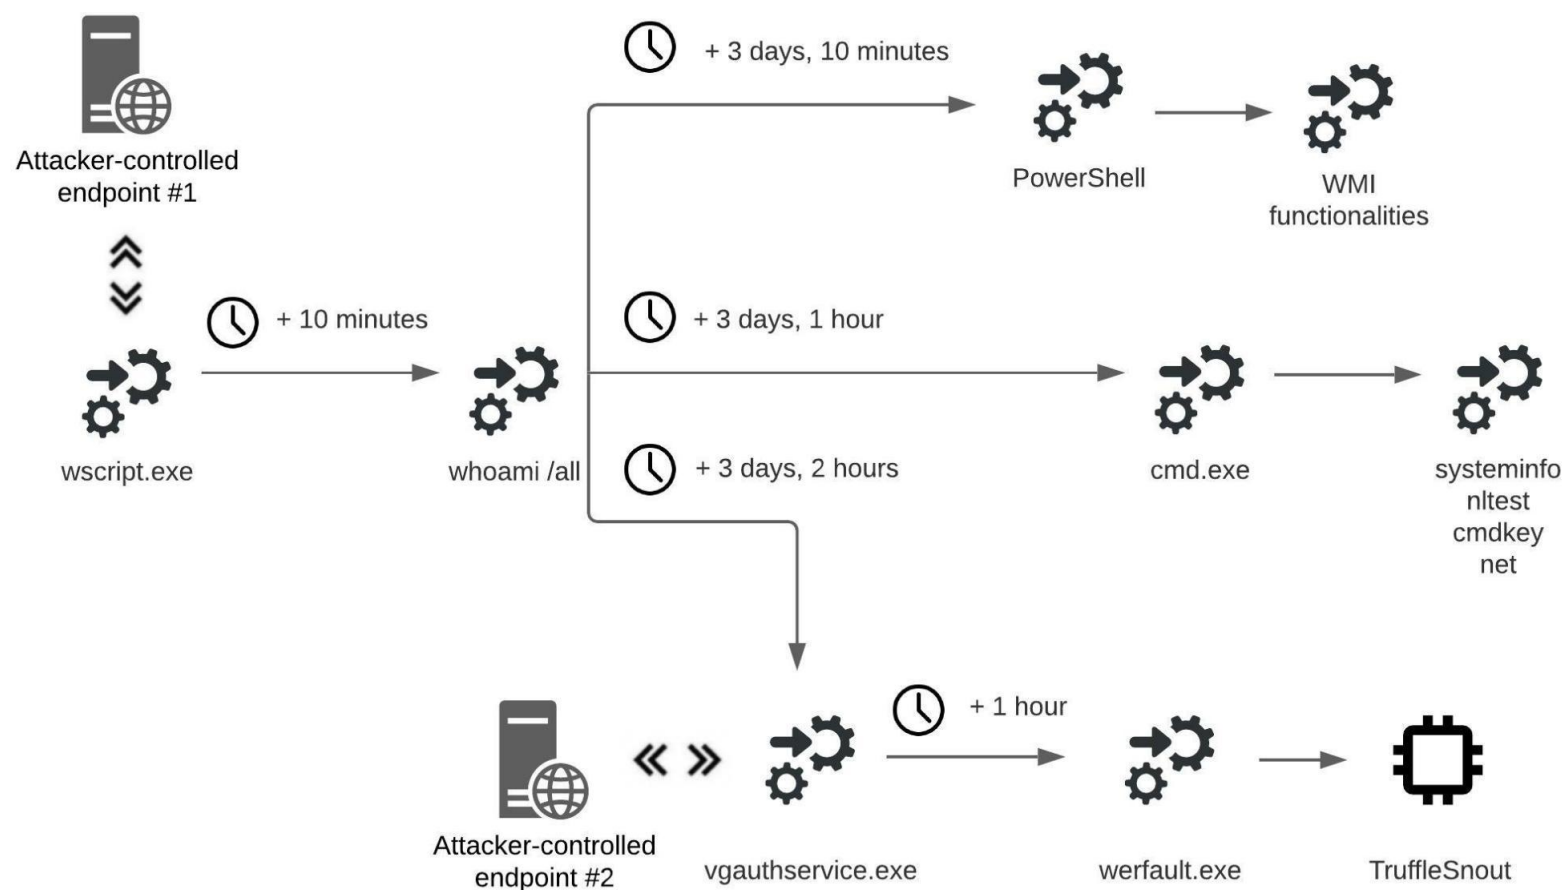 + 3 days, 10 minutes
Attacker-controlled
endpoint #1
PowerShell
WMI
functionalities
+ 10 minutes
+ 3 days, 1 hour
wscript.exe
whoami /all
+ 3 days, 2 hours
cmd.exe
systeminfo
nltest
cmdkey
net
+ 1 hour
Attacker-controlled
endpoint #2
vgauthservice.exe
werfault.exe
TruffleSnout